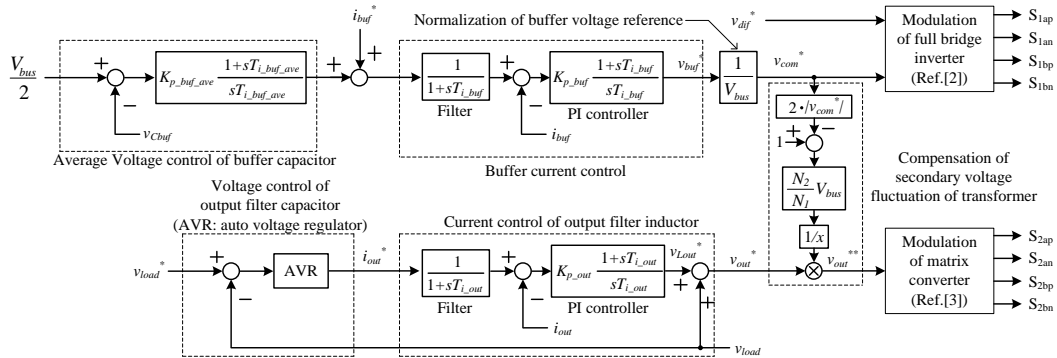 V_bus/2
+
−
v_Cbuf
K_p_buf_ave (1+sT_i_buf_ave)/(sT_i_buf_ave)
Average Voltage control of buffer capacitor
i_buf*
+
+
1/(1+sT_i_buf)
Filter
+
−
i_buf
K_p_buf (1+sT_i_buf)/(sT_i_buf)
PI controller
Buffer current control
v_buf*
Normalization of buffer voltage reference
1/V_bus
v_dif*
v_com*
Modulation
of full bridge
inverter
(Ref.[2])
S1ap
S1an
S1bp
S1bn
2·|v_com*|
−
1
+
N2/N1 V_bus
1/x
Compensation of
secondary voltage
fluctuation of transformer
Voltage control of
output filter capacitor
(AVR: auto voltage regulator)
v_load*
+
−
AVR
i_out*
Current control of output filter inductor
1/(1+sT_i_out)
Filter
+
−
i_out
K_p_out (1+sT_i_out)/(sT_i_out)
PI controller
v_Lout*
+
+
v_load
v_out*
v_out**
Modulation
of matrix
converter
(Ref.[3])
S2ap
S2an
S2bp
S2bn